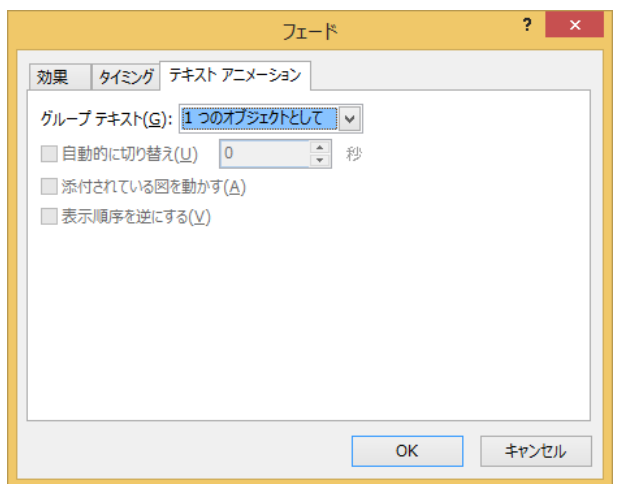 フェード ? ×
効果 タイミング テキスト アニメーション
グループ テキスト(G): 1 つのオブジェクトとして
自動的に切り替え(U) 0 秒
添付されている図を動かす(A)
表示順序を逆にする(V)
OK キャンセル